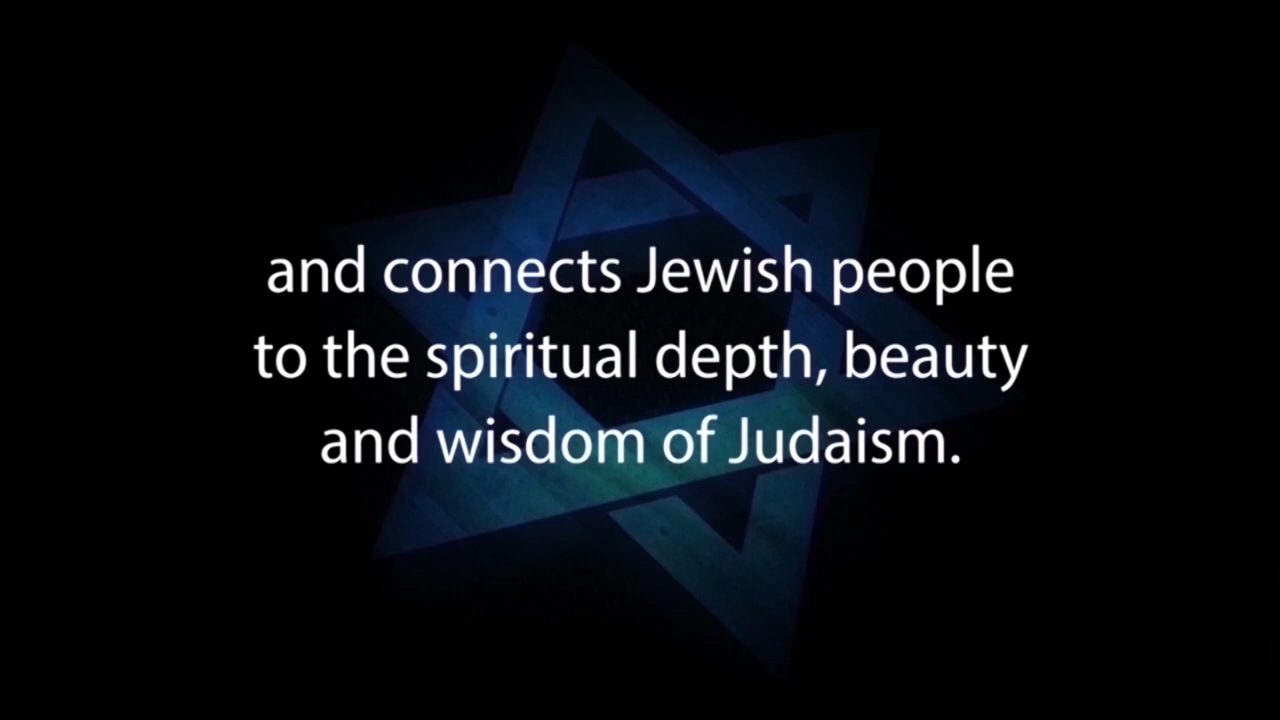 and connects Jewish people
to the spiritual depth, beauty
and wisdom of Judaism.